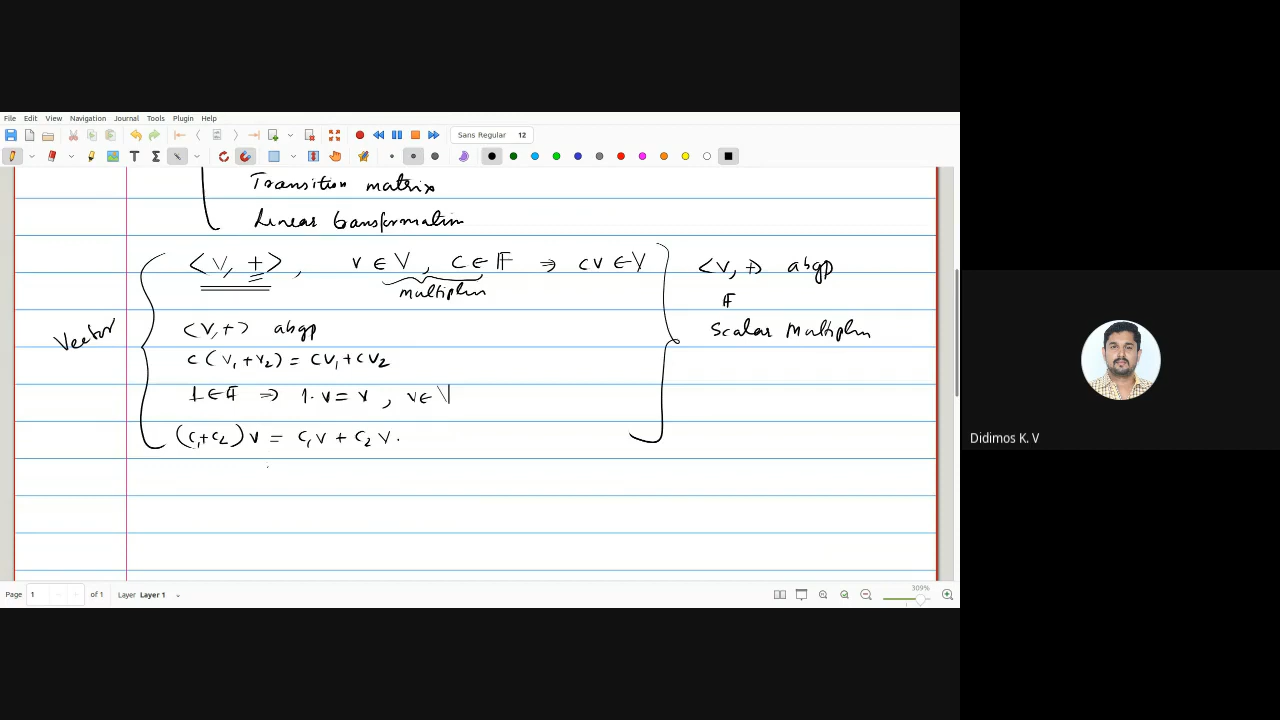 File Edit View Navigation Journal Tools Plugin Help
Sans Regular 12
Transition matrix
Linear transformation
<V, +>, v ∈ V, c ∈ F ⇒ cv ∈ V
multiplin
<V, +> abgp
F
Scalar Multiplin
Vector
<V, +> abgp
c(v₁+v₂) = cv₁+cv₂
1 ∈ F ⇒ 1·v = v, v ∈ V
(c₁+c₂)v = c₁v + c₂v.
Didimos K. V
309%
Page 1 of 1 Layer Layer 1